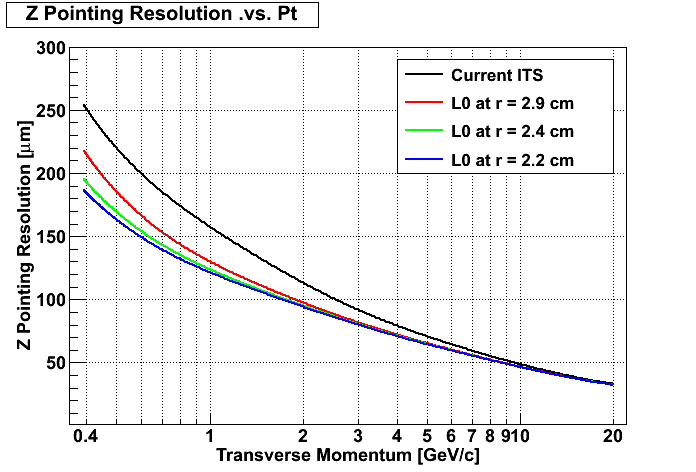 Z Pointing Resolution .vs. Pt
Z Pointing Resolution [μm]
300
250
200
150
100
50
Current ITS
L0 at r = 2.9 cm
L0 at r = 2.4 cm
L0 at r = 2.2 cm
0.4 1 2 3 4 5 6 7 8 910 20
Transverse Momentum [GeV/c]